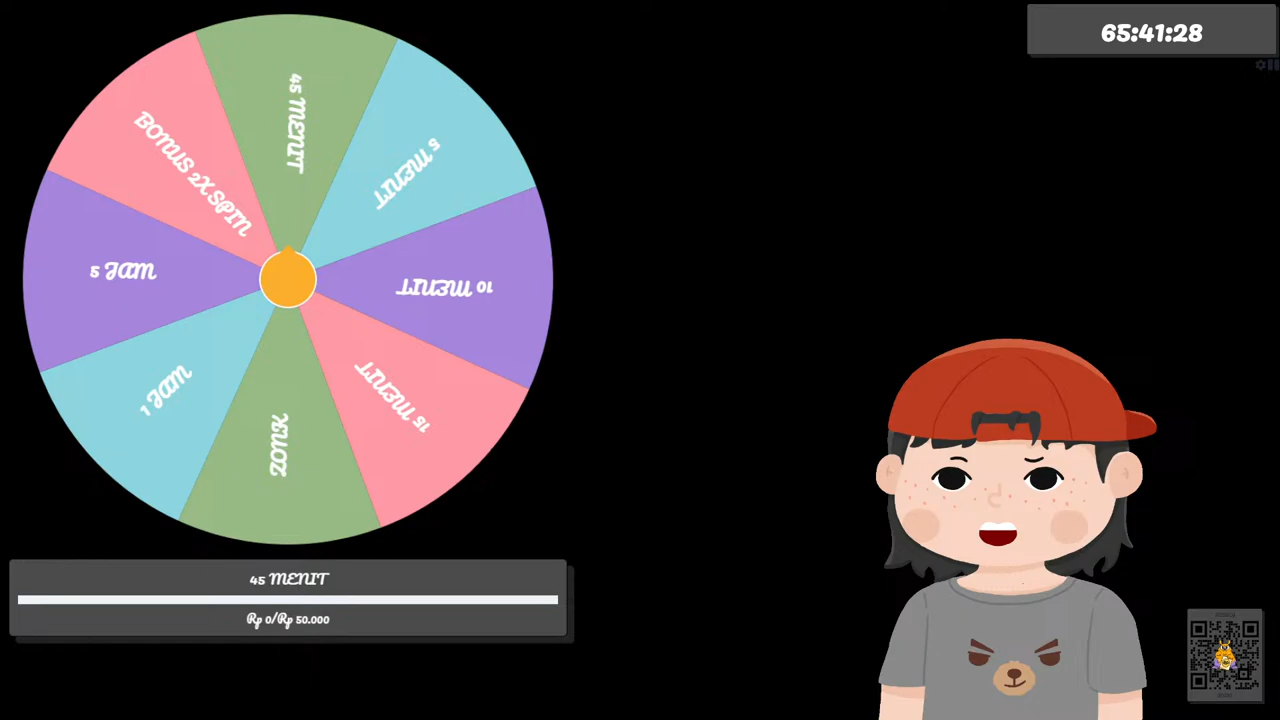 65:41:28
45 MENIT
5 MENIT
10 MENIT
15 MENIT
ZONK
1 JAM
5 JAM
BONUS 2X SPIN
45 MENIT
Rp 0/Rp 50.000